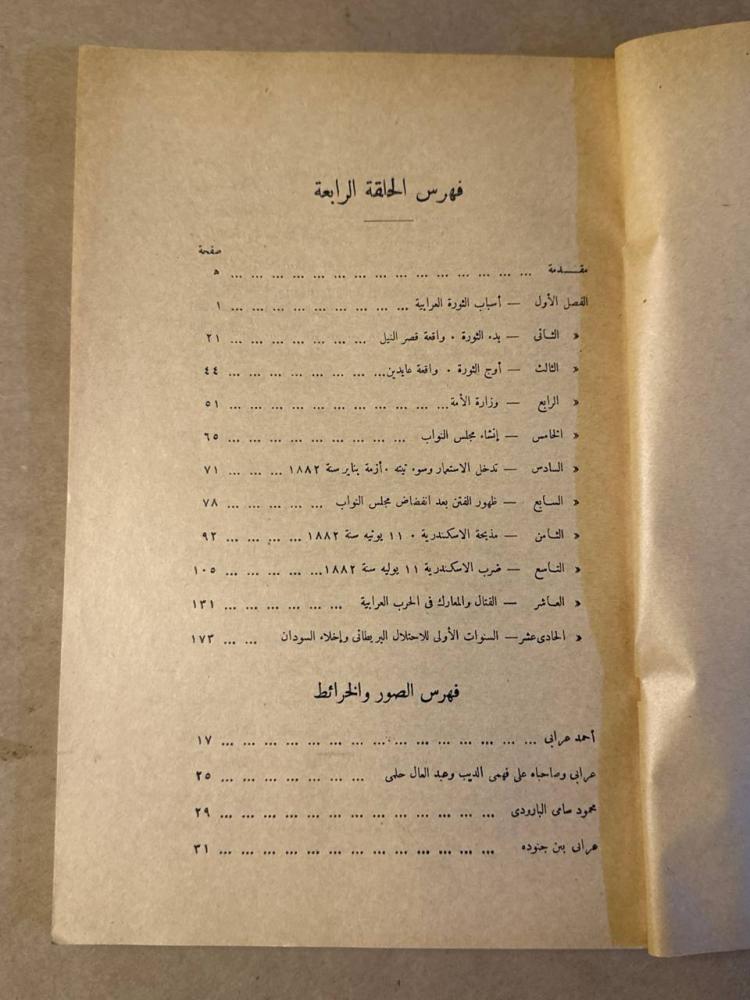 فهرس الحلقة الرابعة
صفحة
مقدمة ... ... ... ... ... ... ... ... ... ... ... ... ... ... ... ه
الفصل الأول — أسباب الثورة العرابية ... ... ... ... ... ... ... ... ... ١
» الثانى — بدء الثورة . واقعة قصر النيل ... ... ... ... ... ... ... ٢١
» الثالث — أوج الثورة . واقعة عابدين ... ... ... ... ... ... ... ... ٤٤
» الرابع — وزارة الأمة ... ... ... ... ... ... ... ... ... ... ... ٥١
» الخامس — إنشاء مجلس النواب ... ... ... ... ... ... ... ... ... ٦٥
» السادس — تدخل الاستعمار وسوء نيته . أزمة يناير سنة ١٨٨٢ ... ... ... ٧١
» السابع — ظهور الفتن بعد انفضاض مجلس النواب ... ... ... ... ... ٧٨
» الثامن — مذبحة الاسكندرية . ١١ يونيه سنة ١٨٨٢ ... ... ... ... ٩٢
» التاسع — ضرب الاسكندرية ١١ يوليه سنة ١٨٨٢ ... ... ... ... ... ١٠٥
» العاشر — القتال والمعارك فى الحرب العرابية ... ... ... ... ... ... ١٣١
» الحادى عشر — السنوات الأولى للاحتلال البريطانى وإخلاء السودان ... ... ١٧٣
فهرس الصور والخرائط
أحمد عرابى ... ... ... ... ... ... ... ... ... ... ... ... ... ... ... ١٧
عرابى وصاحباه على فهمى الديب وعبد العال حلمى ... ... ... ... ... ... ... ٢٥
محمود سامى البارودى ... ... ... ... ... ... ... ... ... ... ... ... ... ٢٩
عرابى بين جنوده ... ... ... ... ... ... ... ... ... ... ... ... ... ٣١